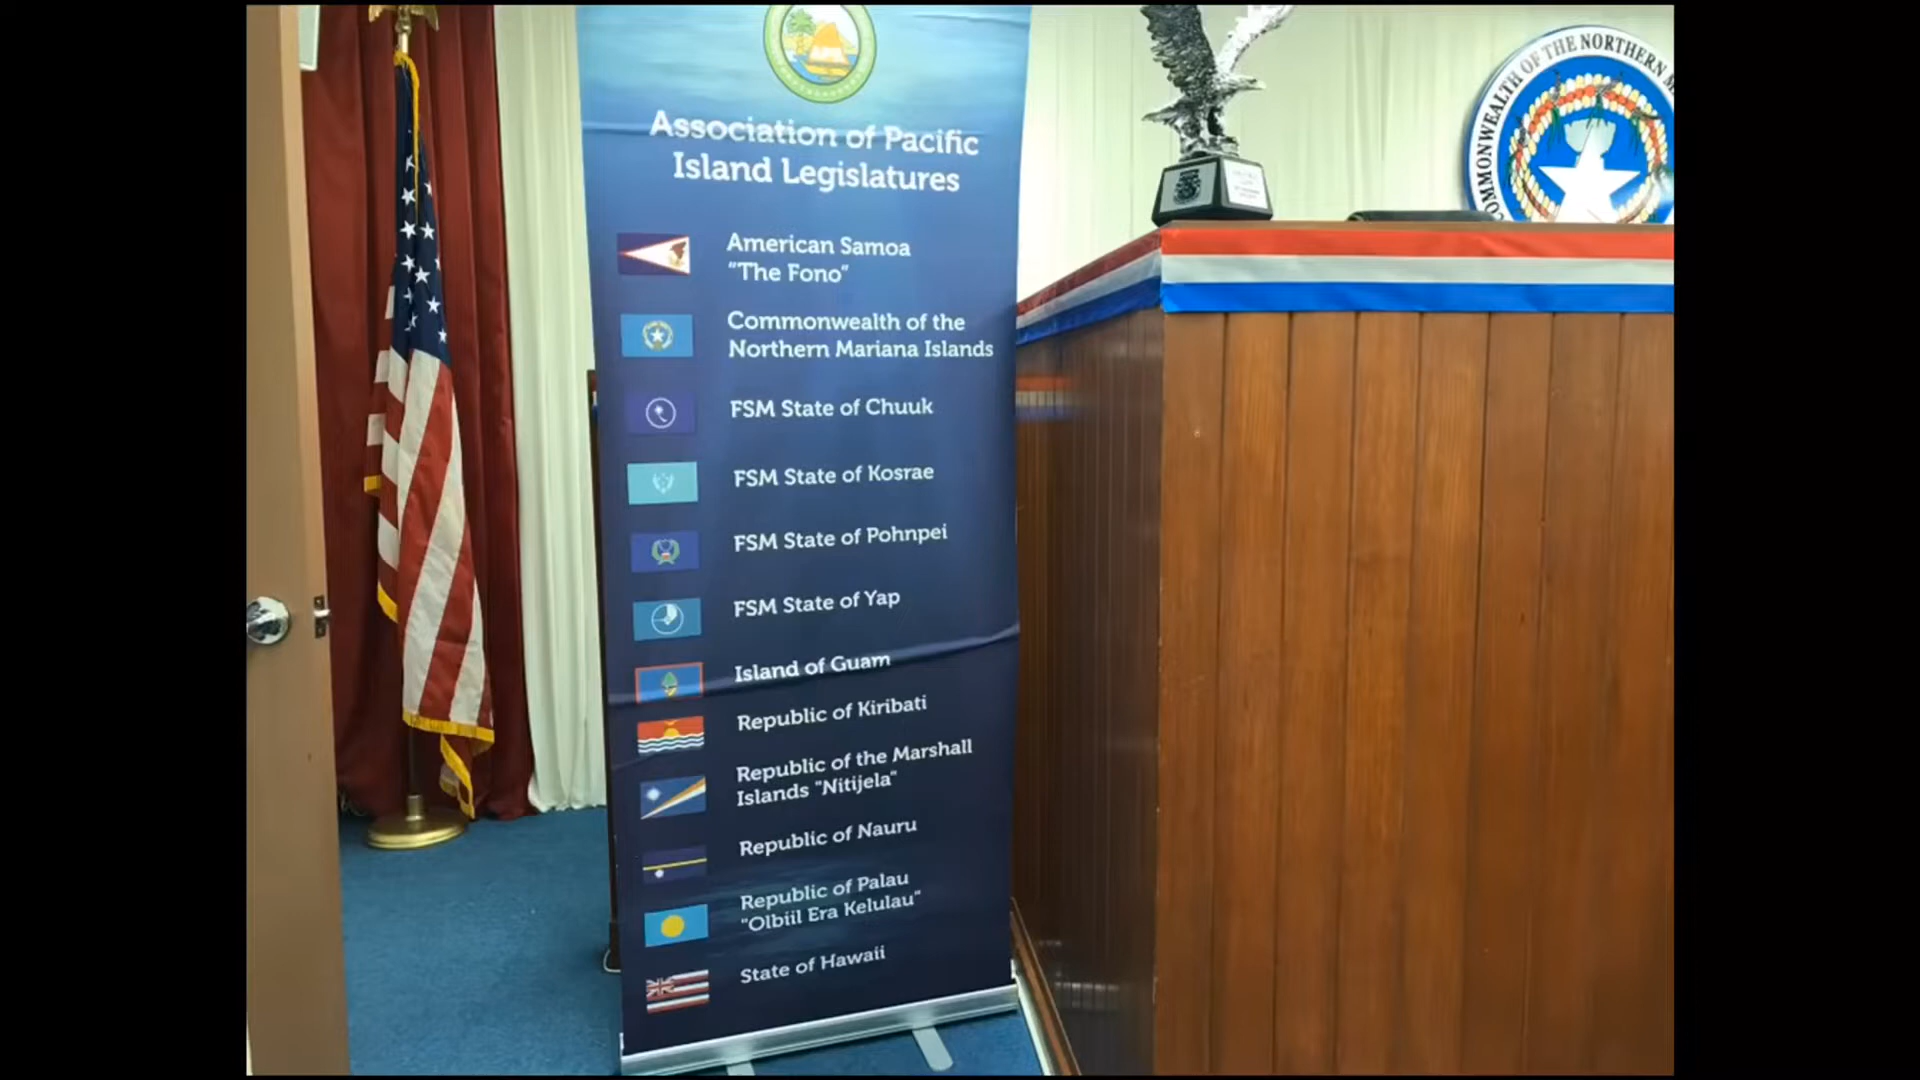 Association of Pacific
Island Legislatures
American Samoa
"The Fono"
Commonwealth of the
Northern Mariana Islands
FSM State of Chuuk
FSM State of Kosrae
FSM State of Pohnpei
FSM State of Yap
Island of Guam
Republic of Kiribati
Republic of the Marshall
Islands "Nitijela"
Republic of Nauru
Republic of Palau
"Olbiil Era Kelulau"
State of Hawaii
COMMONWEALTH OF THE NORTHERN